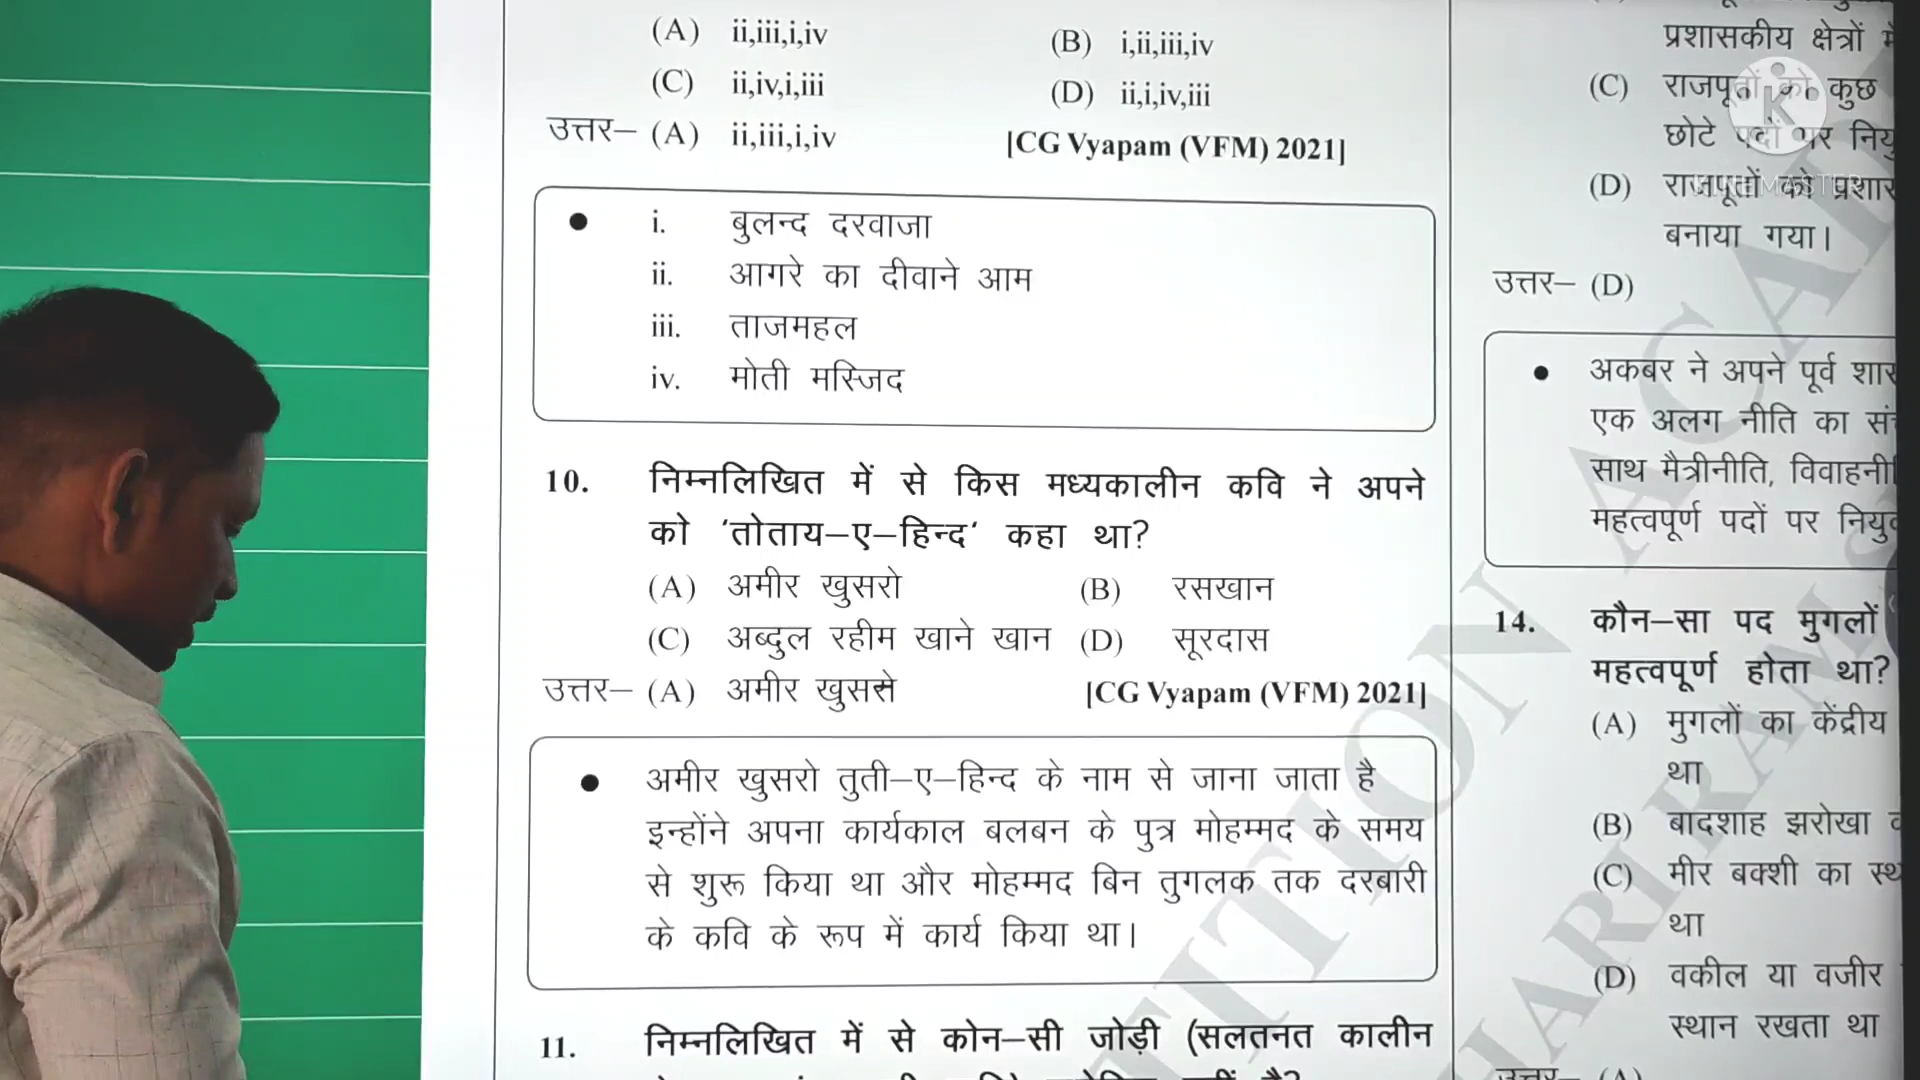 (A) ii,iii,i,iv (B) i,ii,iii,iv
(C) ii,iv,i,iii (D) ii,i,iv,iii
उत्तर– (A) ii,iii,i,iv [CG Vyapam (VFM) 2021]
● i. बुलन्द दरवाजा
ii. आगरे का दीवाने आम
iii. ताजमहल
iv. मोती मस्जिद
10. निम्नलिखित में से किस मध्यकालीन कवि ने अपने
को 'तोताय–ए–हिन्द' कहा था?
(A) अमीर खुसरो (B) रसखान
(C) अब्दुल रहीम खाने खान (D) सूरदास
उत्तर– (A) अमीर [CG Vyapam (VFM) 2021]
● अमीर खुसरो तुती–ए–हिन्द के नाम से जाना जाता है
इन्होंने अपना कार्यकाल बलबन के पुत्र मोहम्मद के समय
से शुरू किया था और मोहम्मद बिन तुगलक तक दरबारी
के कवि के रूप में कार्य किया था।
11. निम्नलिखित में से कोन–सी जोड़ी (सलतनत कालीन
प्रशासकीय क्षेत्रों
(C) राजपूतों को कुछ
छोटे पदों पर
(D) राजपूतों को
बनाया गया।
उत्तर– (D)
● अकबर ने अपने पूर्व
एक अलग नीति का
साथ मैत्रीनीति,
महत्वपूर्ण पदों पर
14. कौन–सा पद मुगलों
महत्वपूर्ण होता था?
(A) मुगलों का केंद्रीय
था
(B) बादशाह झरोखा
(C) मीर बक्शी का
था
(D) वकील या वजीर
स्थान रखता था
उत्तर– (A)
KINEMASTER